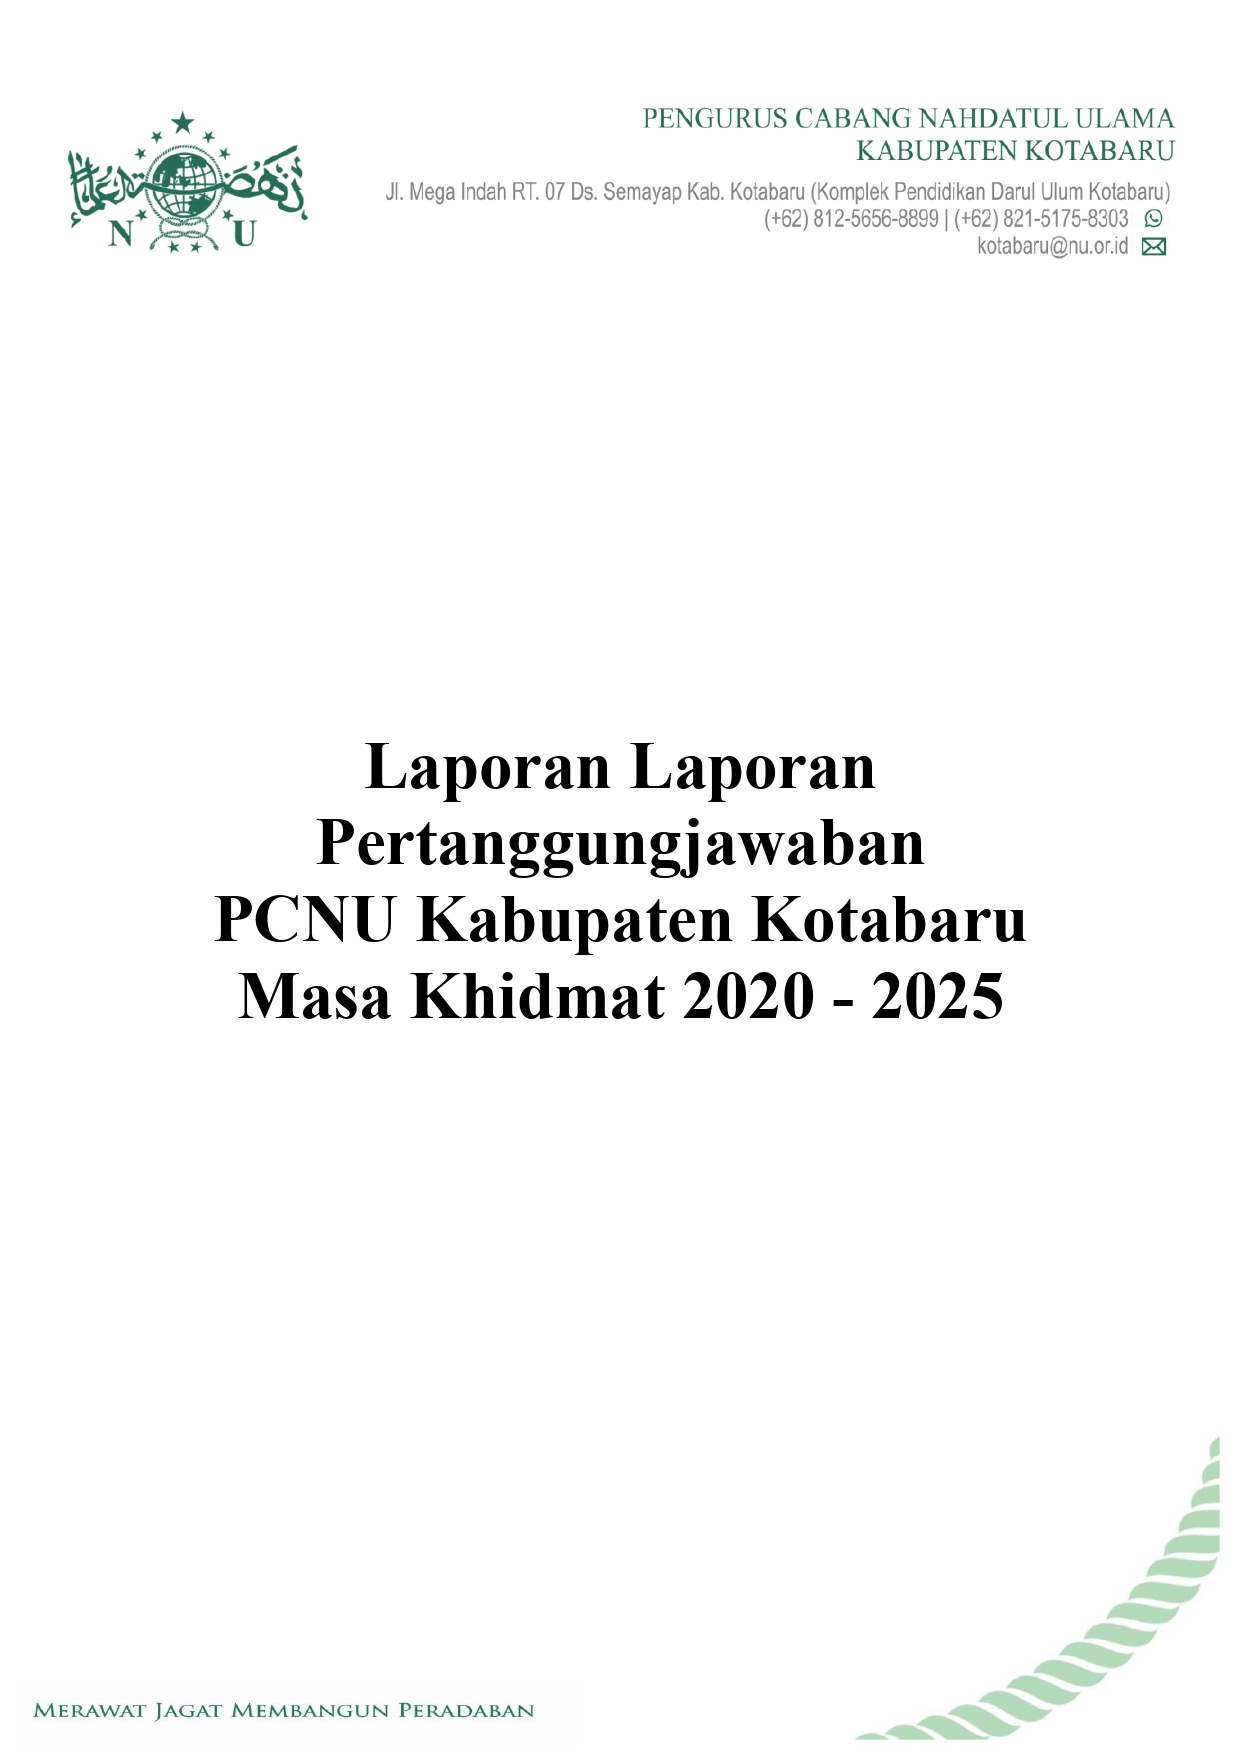 PENGURUS CABANG NAHDATUL ULAMA
KABUPATEN KOTABARU
Jl. Mega Indah RT. 07 Ds. Semayap Kab. Kotabaru (Komplek Pendidikan Darul Ulum Kotabaru)
(+62) 812-5656-8899 | (+62) 821-5175-8303
kotabaru@nu.or.id
نهضة العلماء
N U
Laporan Laporan
Pertanggungjawaban
PCNU Kabupaten Kotabaru
Masa Khidmat 2020 - 2025
MERAWAT JAGAT MEMBANGUN PERADABAN